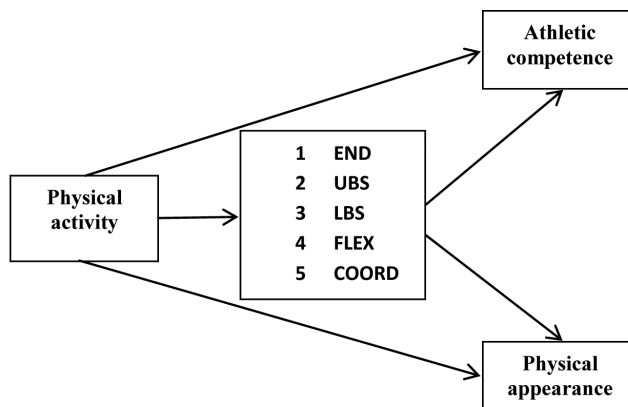 Athletic
competence
1 END
2 UBS
3 LBS
4 FLEX
5 COORD
Physical
activity
Physical
appearance